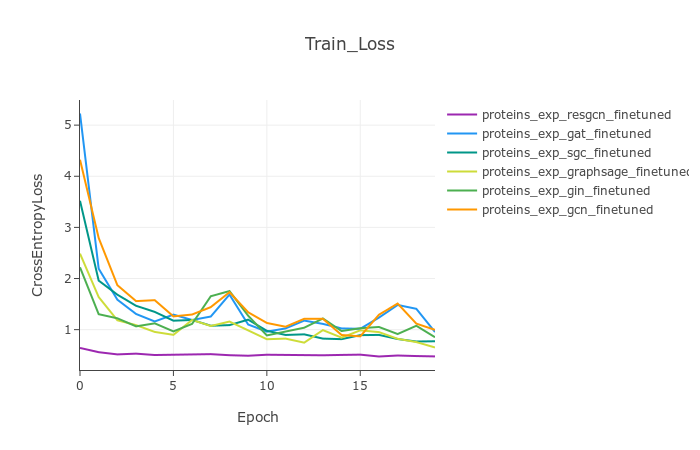 Train_Loss
CrossEntropyLoss
5
4
3
2
1
0
5
10
15
Epoch
proteins_exp_resgcn_finetuned
proteins_exp_gat_finetuned
proteins_exp_sgc_finetuned
proteins_exp_graphsage_finetuned
proteins_exp_gin_finetuned
proteins_exp_gcn_finetuned